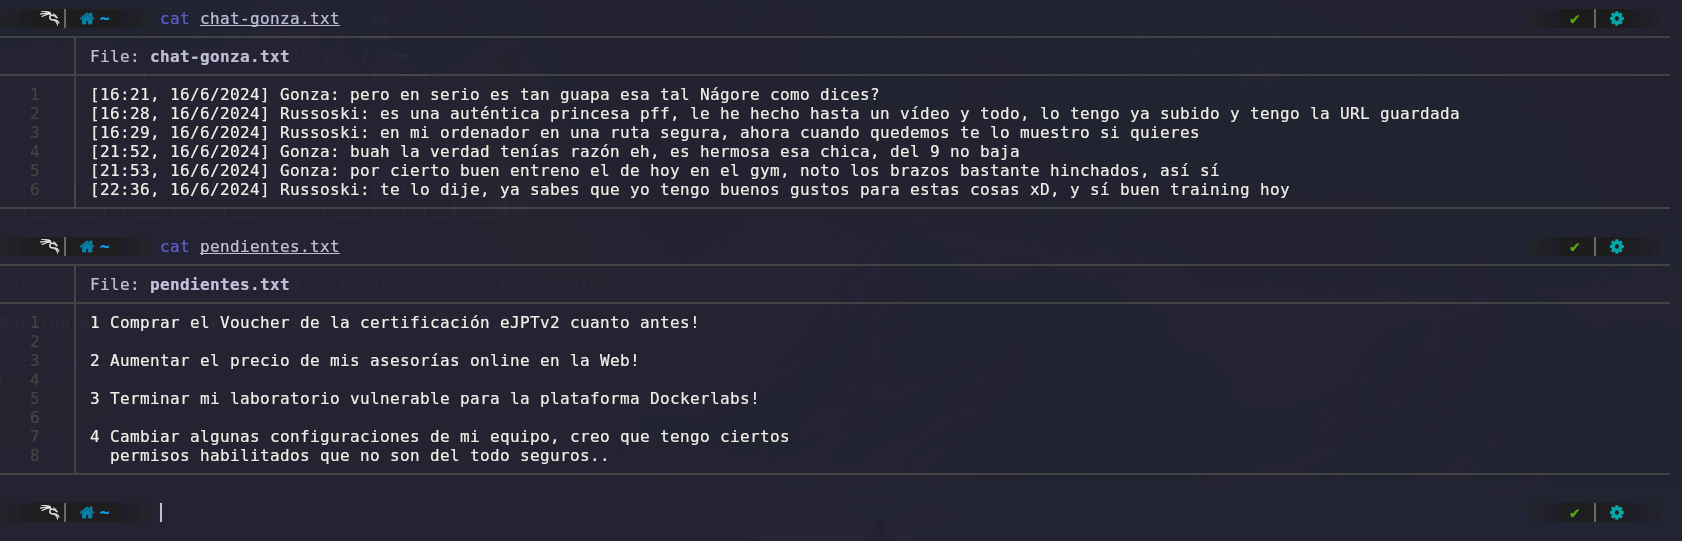 ~ cat chat-gonza.txt
File: chat-gonza.txt
1 [16:21, 16/6/2024] Gonza: pero en serio es tan guapa esa tal Nágore como dices?
2 [16:28, 16/6/2024] Russoski: es una auténtica princesa pff, le he hecho hasta un vídeo y todo, lo tengo ya subido y tengo la URL guardada
3 [16:29, 16/6/2024] Russoski: en mi ordenador en una ruta segura, ahora cuando quedemos te lo muestro si quieres
4 [21:52, 16/6/2024] Gonza: buah la verdad tenías razón eh, es hermosa esa chica, del 9 no baja
5 [21:53, 16/6/2024] Gonza: por cierto buen entreno el de hoy en el gym, noto los brazos bastante hinchados, así sí
6 [22:36, 16/6/2024] Russoski: te lo dije, ya sabes que yo tengo buenos gustos para estas cosas xD, y sí buen training hoy
~ cat pendientes.txt
File: pendientes.txt
1 1 Comprar el Voucher de la certificación eJPTv2 cuanto antes!
2
3 2 Aumentar el precio de mis asesorías online en la Web!
4
5 3 Terminar mi laboratorio vulnerable para la plataforma Dockerlabs!
6
7 4 Cambiar algunas configuraciones de mi equipo, creo que tengo ciertos
8 permisos habilitados que no son del todo seguros..
~